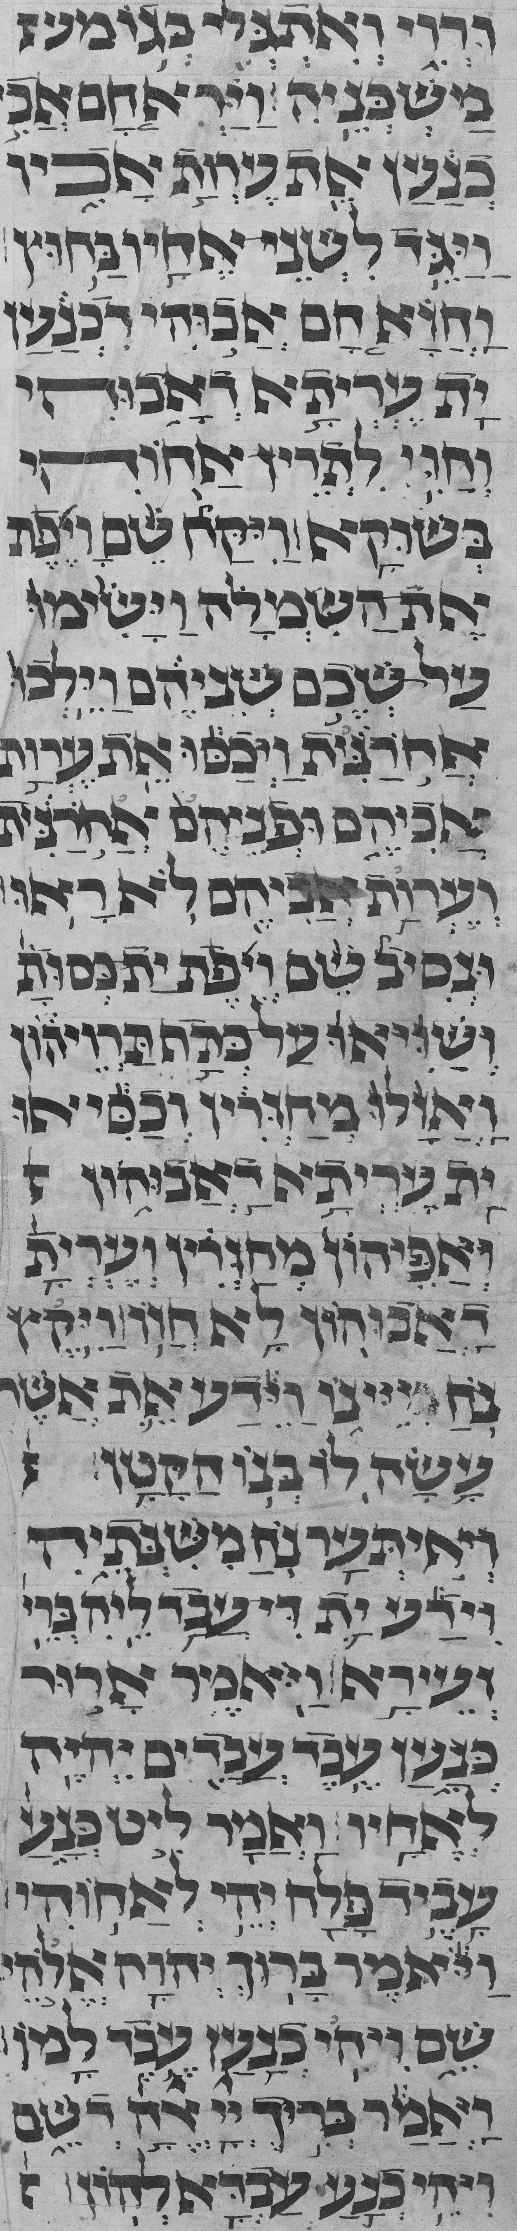 ורוי ואתגלי בגו מע
משכניה וירא חם אבי
כנען את ערות אביו
ויגד לשני אחיו בחוץ
וחזא חם אבוהי דכנען
ית עריתא דאבוהי
וחוי לתרין אחוהי
בשוקא ויקח שם ויפת
את השמלה וישימו
על שכם שניהם וילכו
אחרנית ויכסו את ערות
אביהם ופניהם אחרנית
וערות אביהם לא ראו
ונסיב שם ויפת ית כסותא
ושויאו על כתף תרויהון
ואזלו מחזרין וכסיאו
ית עריתא דאבוהון
ואפיהון מחזרין ועריתא
דאבוהון לא חזו וייקץ
נח מיינו וידע את אשר
עשה לו בנו הקטן
ואיתער נח משנתיה
וידע ית די עבד ליה בריה
זעירא ויאמר ארור
כנען עבד עבדים יהיה
לאחיו ואמר ליט כנען
עביד פלח יהי לאחוהי
ויאמר ברוך יהוה אלהי
שם ויהי כנען עבד למו
ואמר בריך יי אלהיה דשם
ויהי כנען עבדא להון